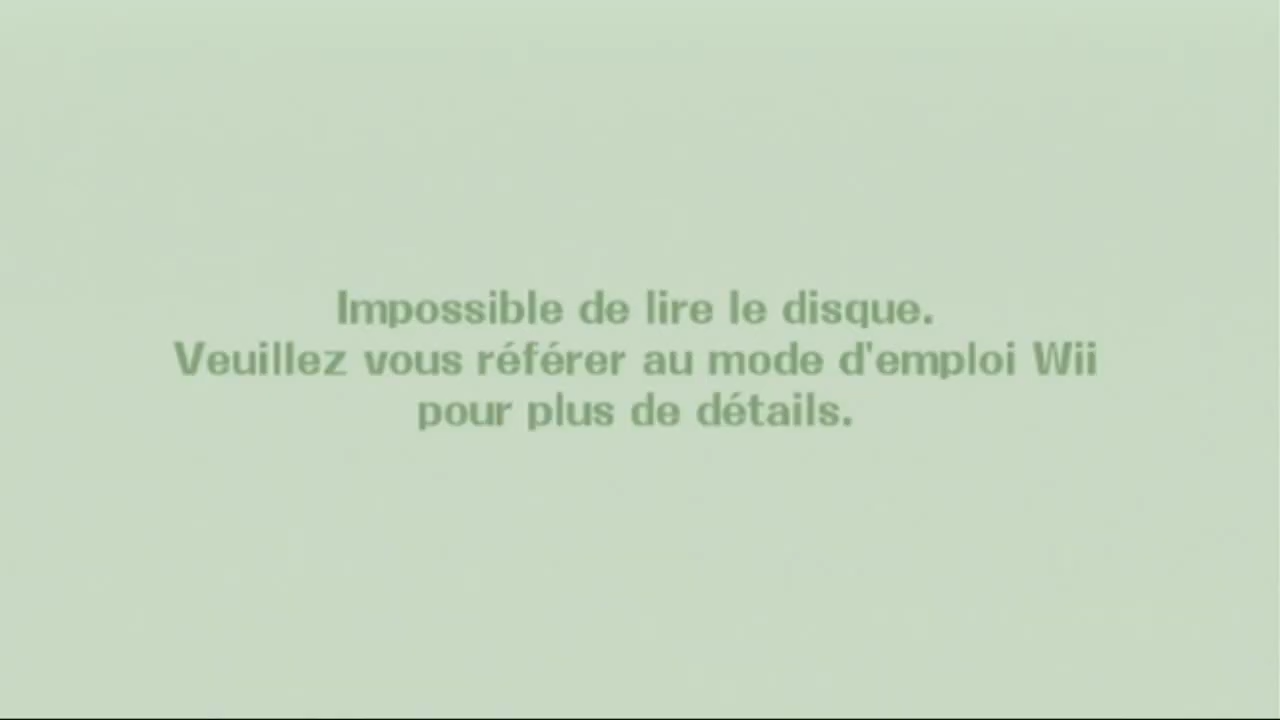 Impossible de lire le disque.
Veuillez vous référer au mode d'emploi Wii
pour plus de détails.